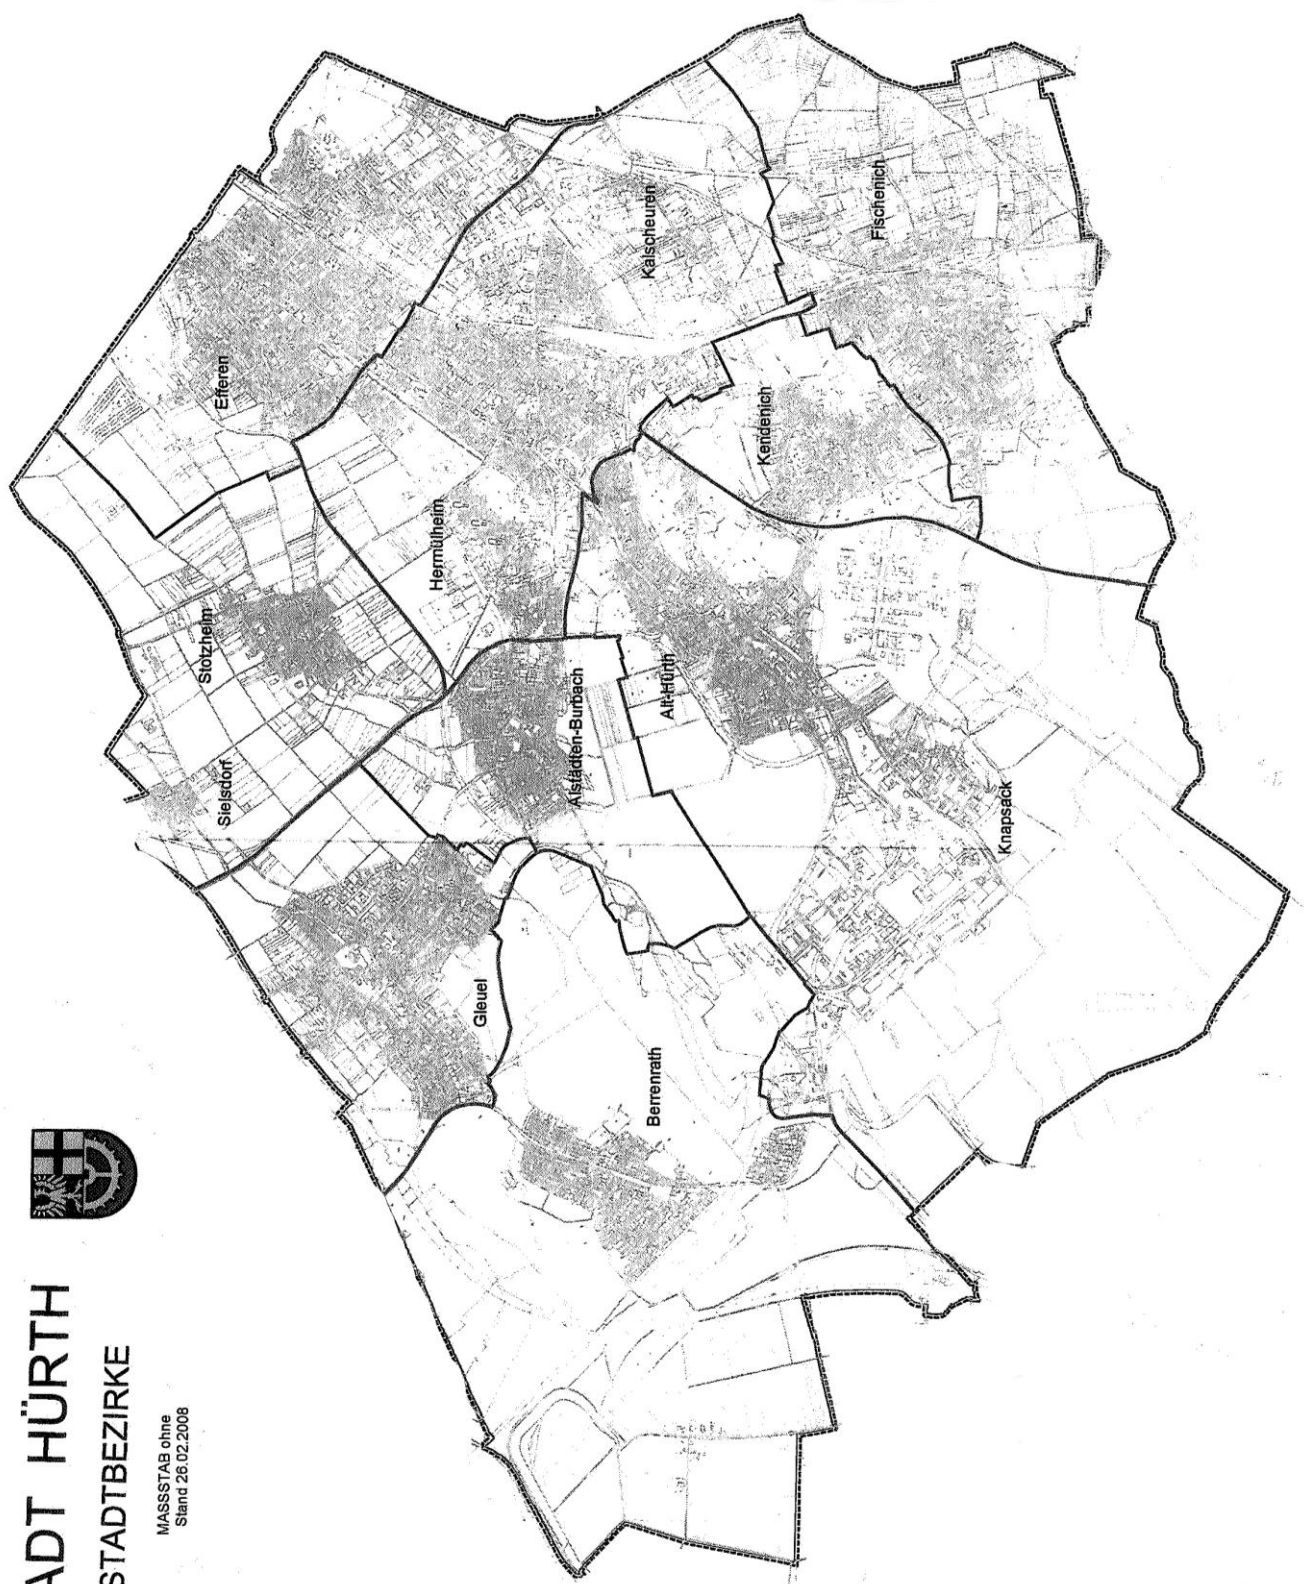 ADT HÜRTH
STADTBEZIRKE
MASSSTAB ohne
Stand 26.02.2008
Efferen
Stotzheim
Sielsdorf
Hermülheim
Kalscheuren
Fischenich
Kendenich
Alstädten-Burbach
Alt-Hürth
Gleuel
Berrenrath
Knapsack